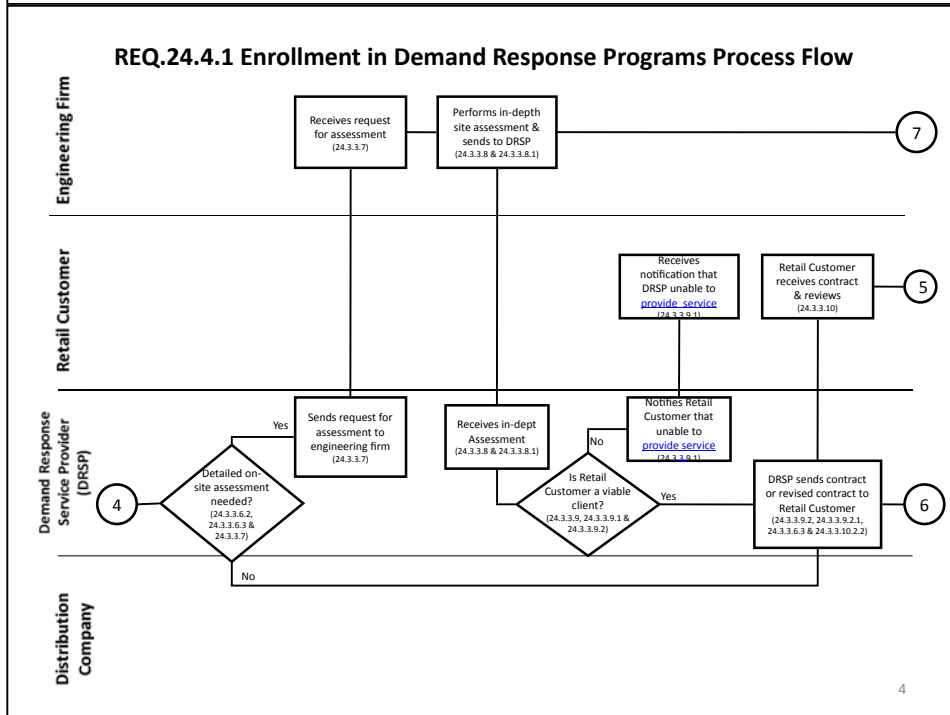 REQ.24.4.1 Enrollment in Demand Response Programs Process Flow
Engineering Firm
Receives request
for assessment
(24.3.3.7)
Performs in-depth
site assessment &
sends to DRSP
(24.3.3.8 & 24.3.3.8.1)
7
Retail Customer
Receives
notification that
DRSP unable to
provide service
(24.3.3.9.1)
Retail Customer
receives contract
& reviews
(24.3.3.10)
5
Demand Response
Service Provider
(DRSP)
4
Detailed on-
site assessment
needed?
(24.3.3.6.2,
24.3.3.6.3 &
24.3.3.7)
Yes
Sends request for
assessment to
engineering firm
(24.3.3.7)
Receives in-dept
Assessment
(24.3.3.8 & 24.3.3.8.1)
Is Retail
Customer a viable
client?
(24.3.3.9, 24.3.3.9.1 &
24.3.3.9.2)
No
Notifies Retail
Customer that
unable to
provide service
(24.3.3.9.1)
Yes
DRSP sends contract
or revised contract to
Retail Customer
(24.3.3.9.2, 24.3.3.9.2.1,
24.3.3.6.3 & 24.3.3.10.2.2)
6
No
Distribution
Company
4